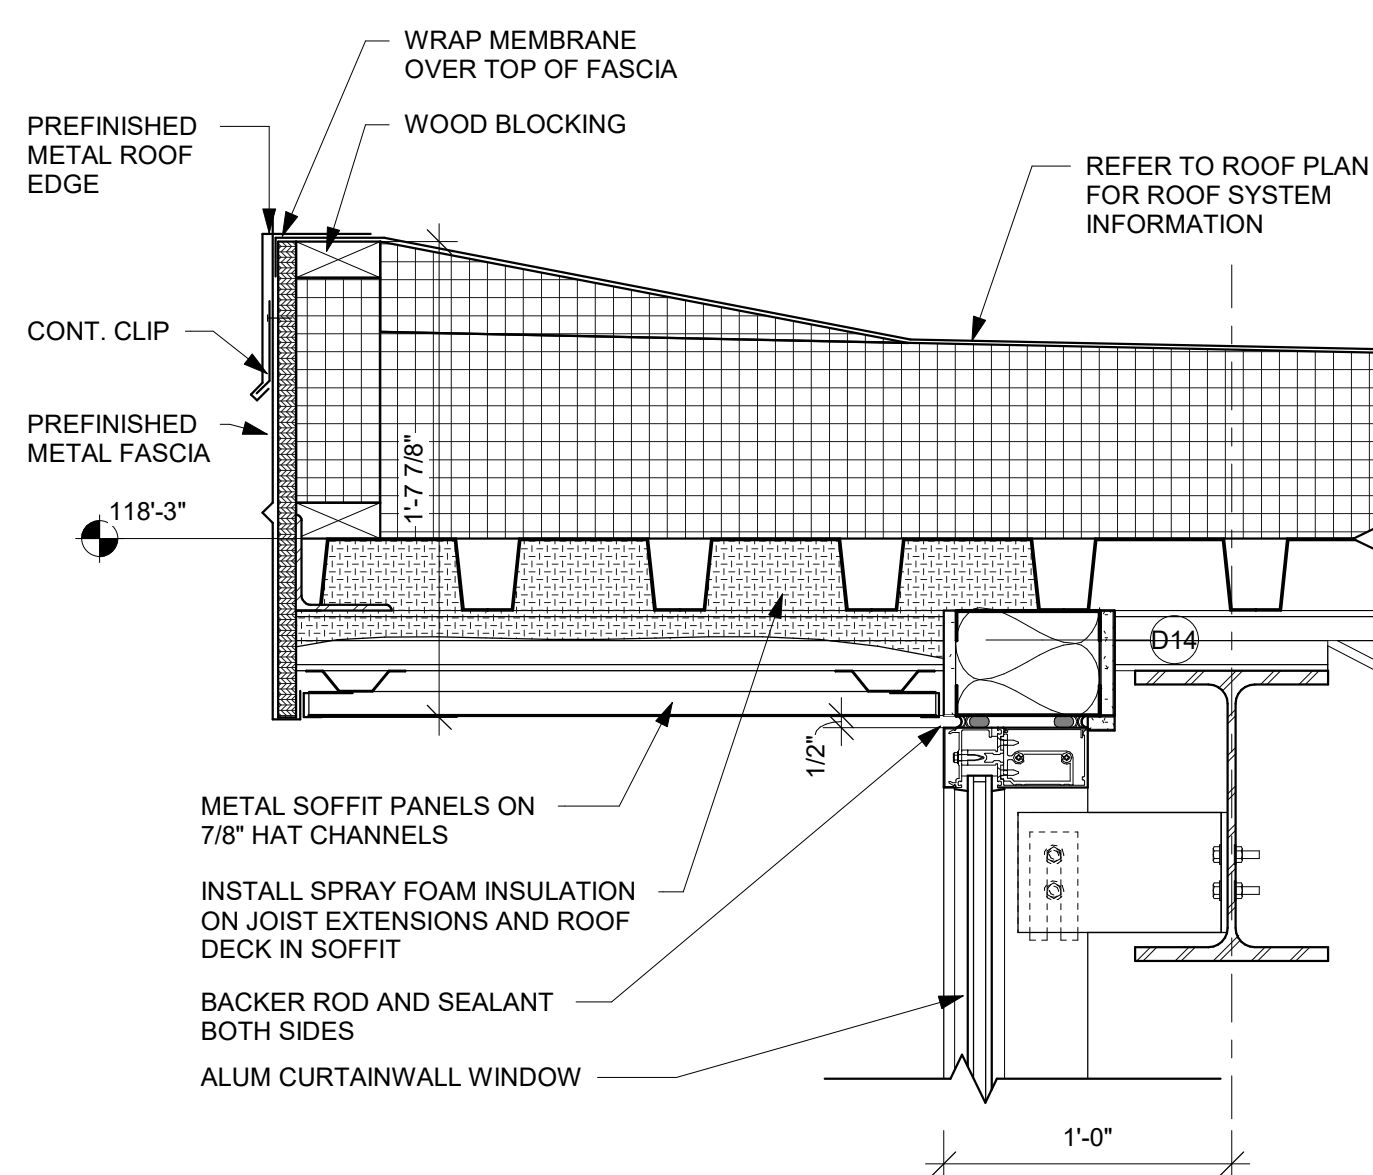 WRAP MEMBRANE
OVER TOP OF FASCIA
WOOD BLOCKING
PREFINISHED
METAL ROOF
EDGE
REFER TO ROOF PLAN
FOR ROOF SYSTEM
INFORMATION
CONT. CLIP
PREFINISHED
METAL FASCIA
118'-3"
1'-7 7/8"
D14
1/2"
METAL SOFFIT PANELS ON
7/8" HAT CHANNELS
INSTALL SPRAY FOAM INSULATION
ON JOIST EXTENSIONS AND ROOF
DECK IN SOFFIT
BACKER ROD AND SEALANT
BOTH SIDES
ALUM CURTAINWALL WINDOW
1'-0"